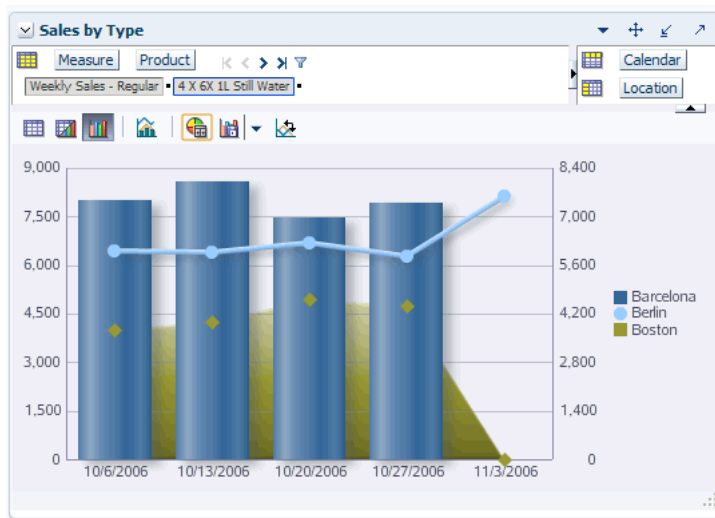 Sales by Type
Measure Product
Calendar
Weekly Sales - Regular 4 X 6X 1L Still Water
Location
9,000
7,500
6,000
4,500
3,000
1,500
0
8,400
7,000
5,600
4,200
2,800
1,400
0
Barcelona
Berlin
Boston
10/6/2006 10/13/2006 10/20/2006 10/27/2006 11/3/2006